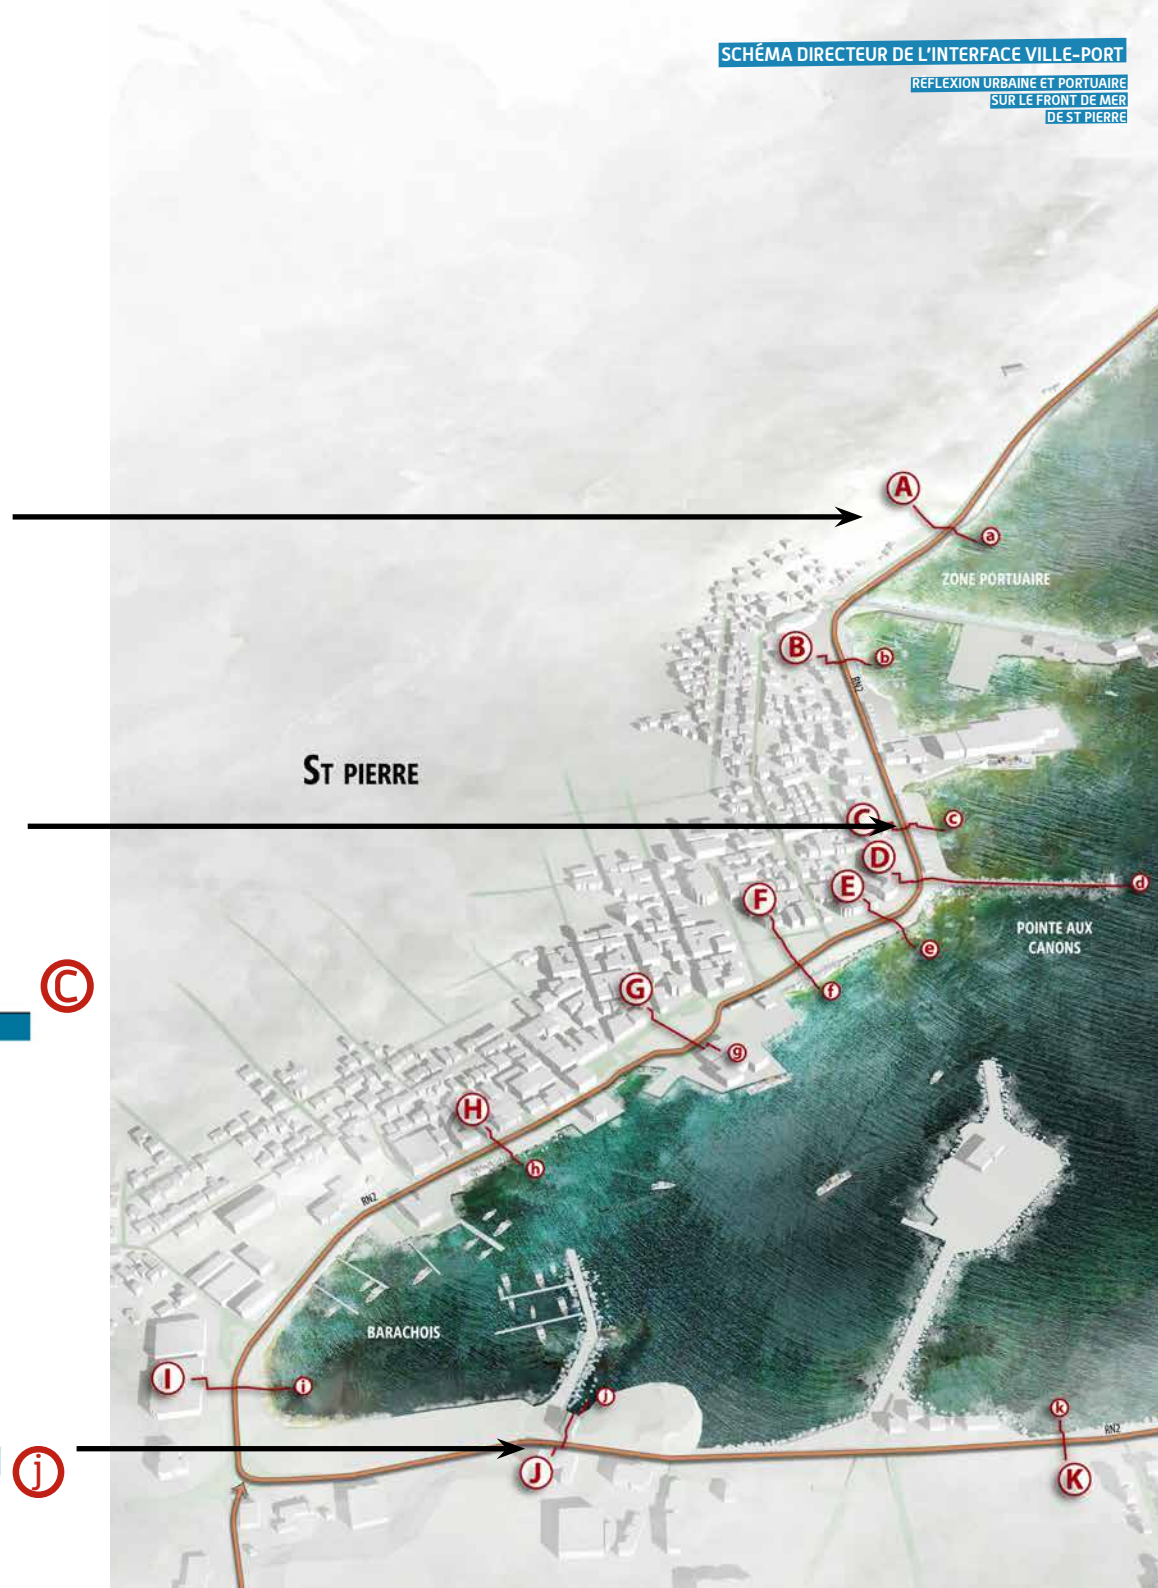 SCHÉMA DIRECTEUR DE L'INTERFACE VILLE-PORT
RÉFLEXION URBAINE ET PORTUAIRE
SUR LE FRONT DE MER
DE ST PIERRE
A
a
ZONE PORTUAIRE
B
b
RN2
ST PIERRE
C
c
D
d
E
F
POINTE AUX
CANONS
e
C
G
f
g
H
h
RN2
BARACHOIS
I
i
j
k
RN2
j
J
K